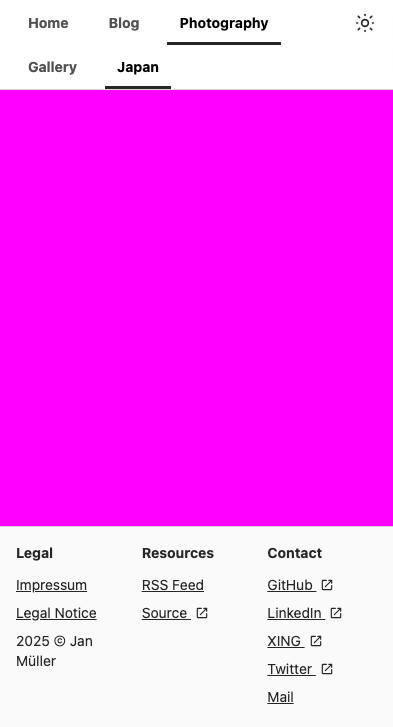 Home Blog Photography
Gallery Japan
Legal
Impressum
Legal Notice
2025 © Jan
Müller
Resources
RSS Feed
Source
Contact
GitHub
LinkedIn
XING
Twitter
Mail